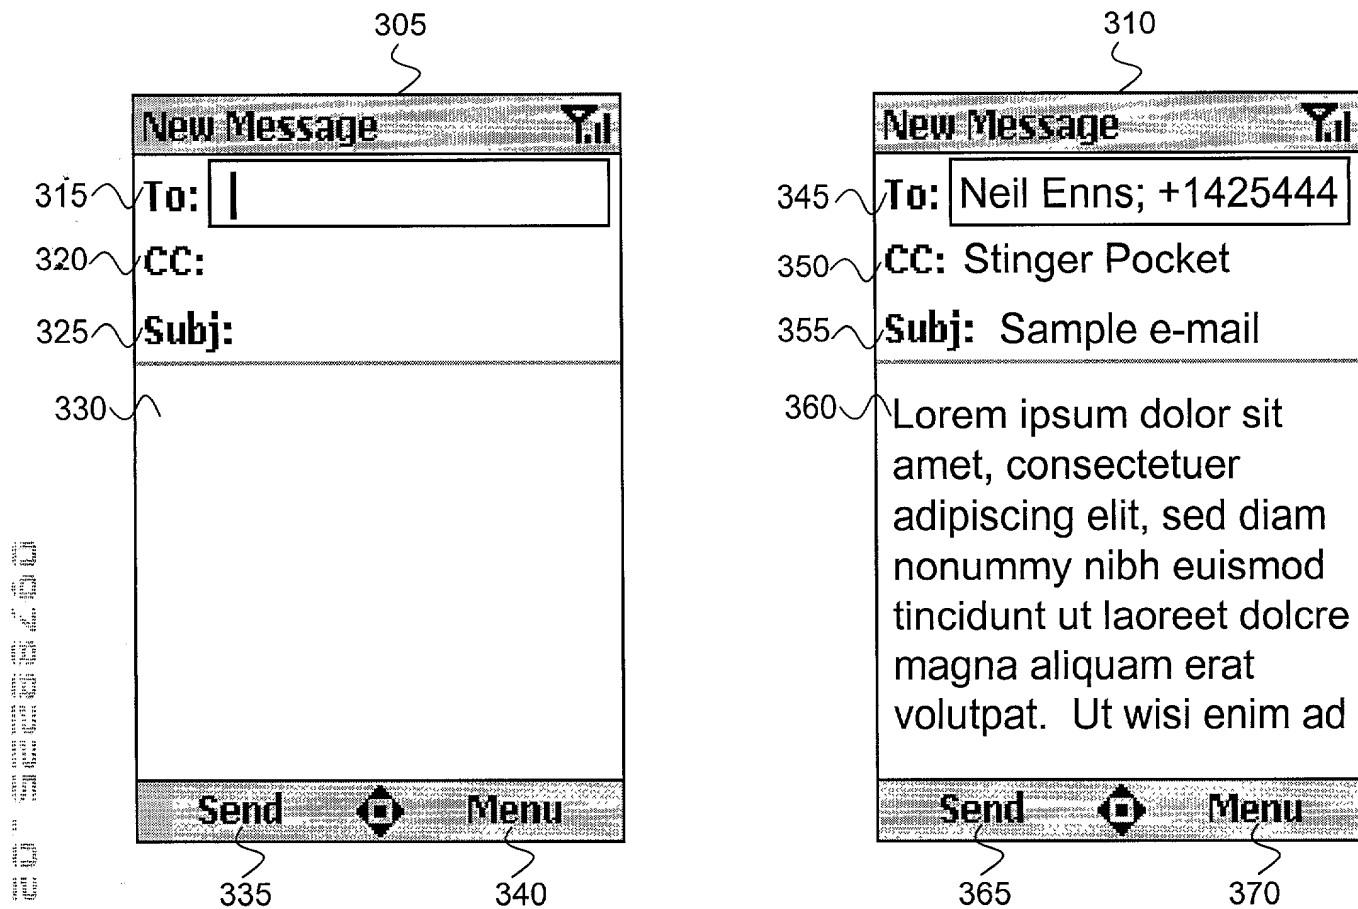 305
New Message
315 To:
320 CC:
325 Subj:
330
Send Menu
335 340
310
New Message
345 To: Neil Enns; +1425444
350 CC: Stinger Pocket
355 Subj: Sample e-mail
360 Lorem ipsum dolor sit
amet, consectetuer
adipiscing elit, sed diam
nonummy nibh euismod
tincidunt ut laoreet dolcre
magna aliquam erat
volutpat. Ut wisi enim ad
Send Menu
365 370